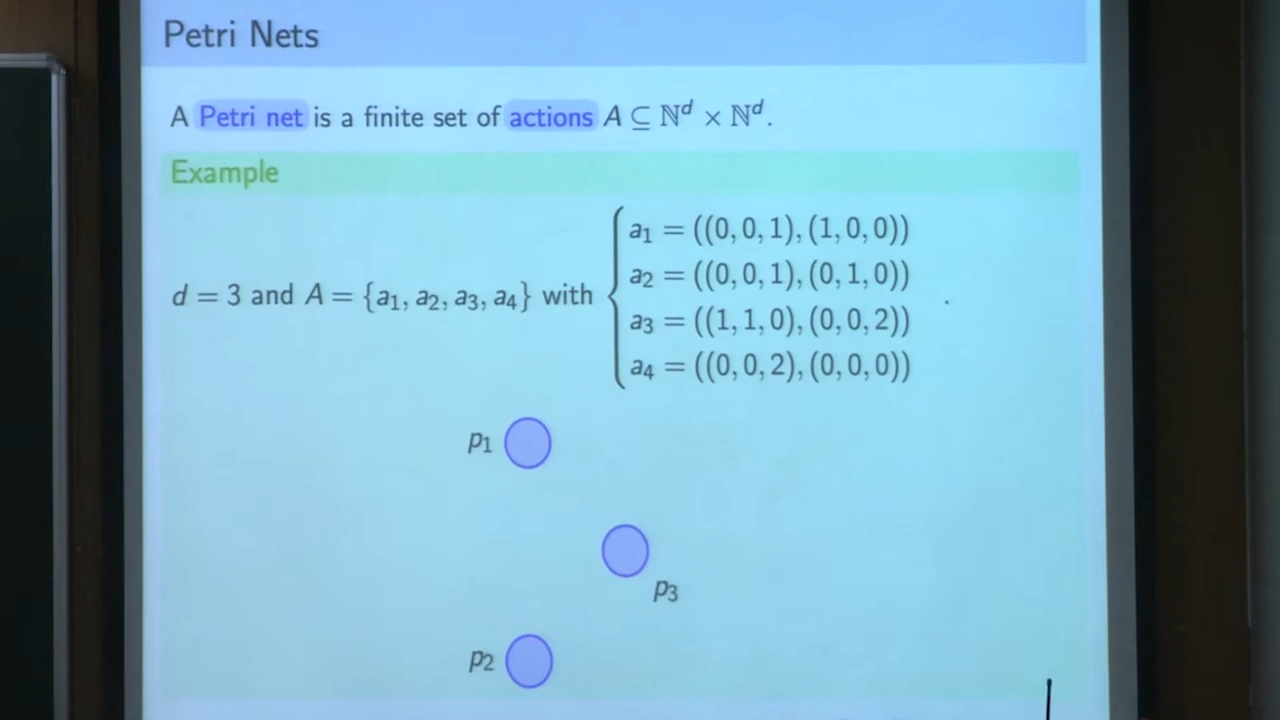 Petri Nets
A Petri net is a finite set of actions A ⊆ ℕᵈ × ℕᵈ.
Example
d = 3 and A = {a₁, a₂, a₃, a₄} with
a₁ = ((0, 0, 1), (1, 0, 0))
a₂ = ((0, 0, 1), (0, 1, 0))
a₃ = ((1, 1, 0), (0, 0, 2))
a₄ = ((0, 0, 2), (0, 0, 0))
.
p₁
p₃
p₂